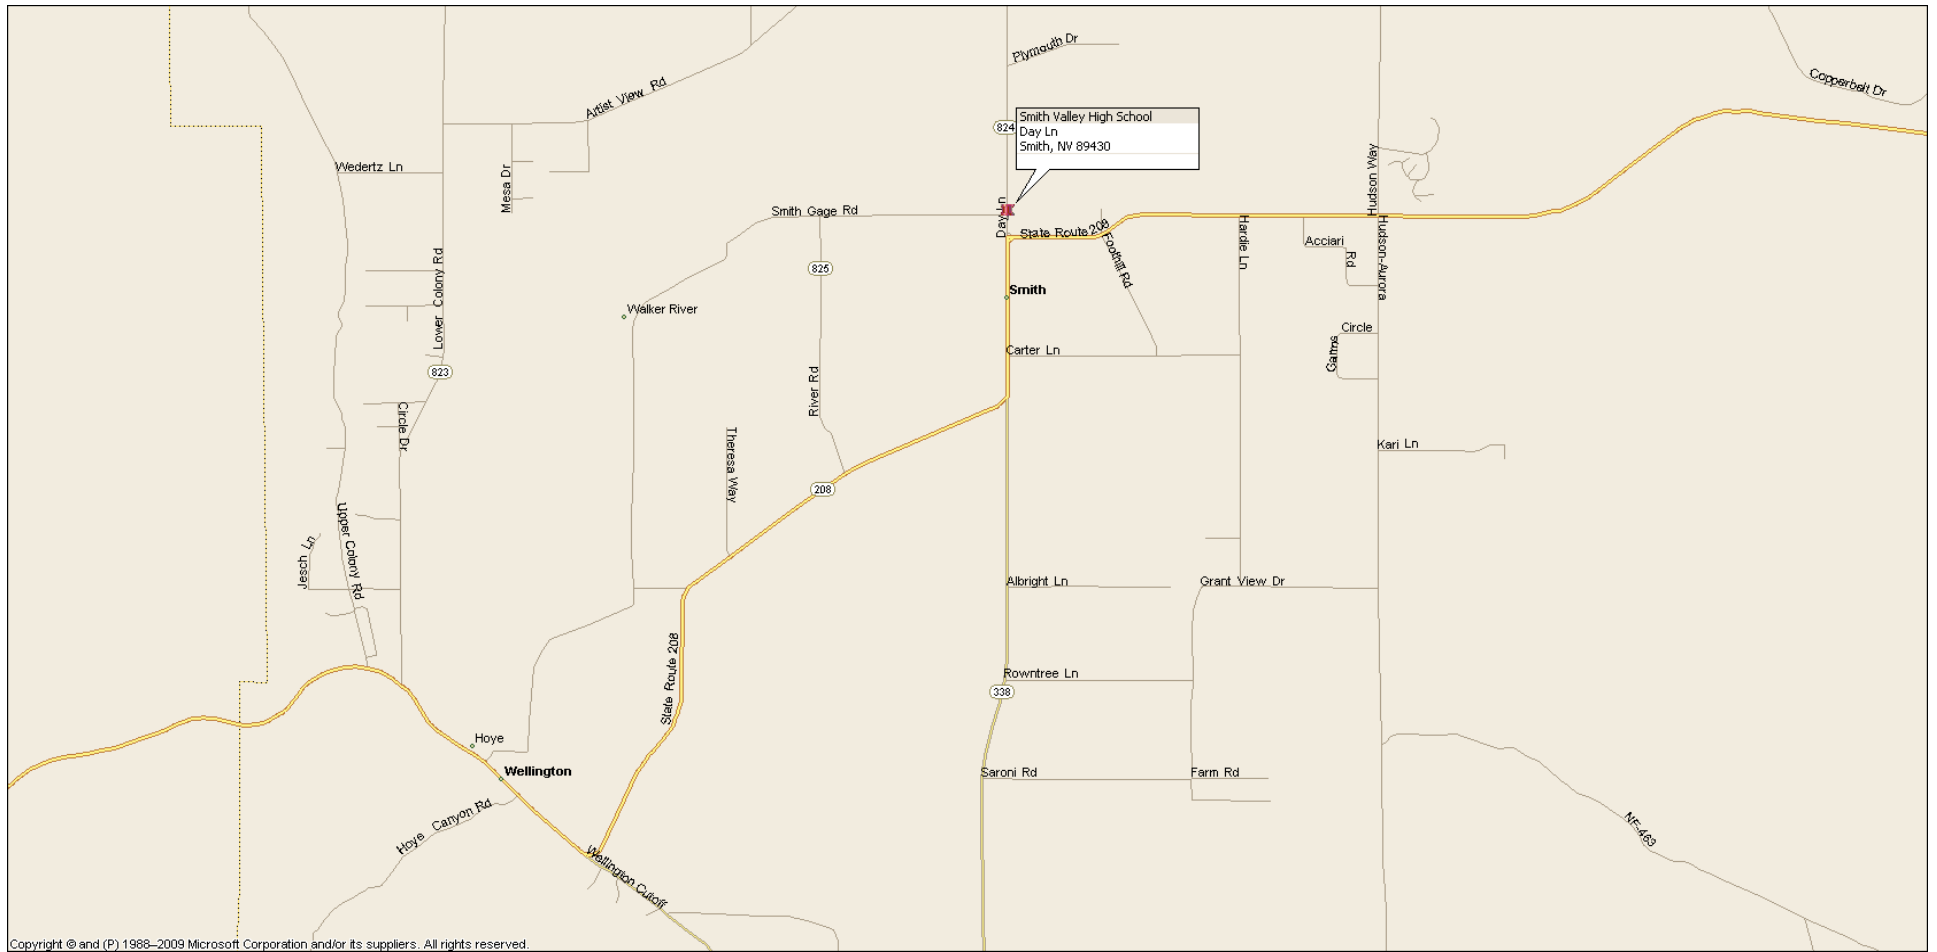 Plymouth Dr
Copperbelt Dr
Artist View Rd
Smith Valley High School
Day Ln
Smith, NV 89430
824
Wedertz Ln
Mesa Dr
Hudson Way
Smith Gage Rd
Day Ln
State Route 208
Foothill Rd
Hardie Ln
Acciari
Rd
Hudson-Aurora
825
Lower Colony Rd
Smith
Walker River
Circle
Carter Ln
823
River Rd
Circle Dr
Theresa Way
Kari Ln
208
Upper Colony Rd
Jesch Ln
Albright Ln
Grant View Dr
State Route 208
Rowntree Ln
338
Hoye
Wellington
Saroni Rd
Farm Rd
Hoye Canyon Rd
NF-463
Wellington Cutoff
Copyright © and (P) 1988–2009 Microsoft Corporation and/or its suppliers. All rights reserved.